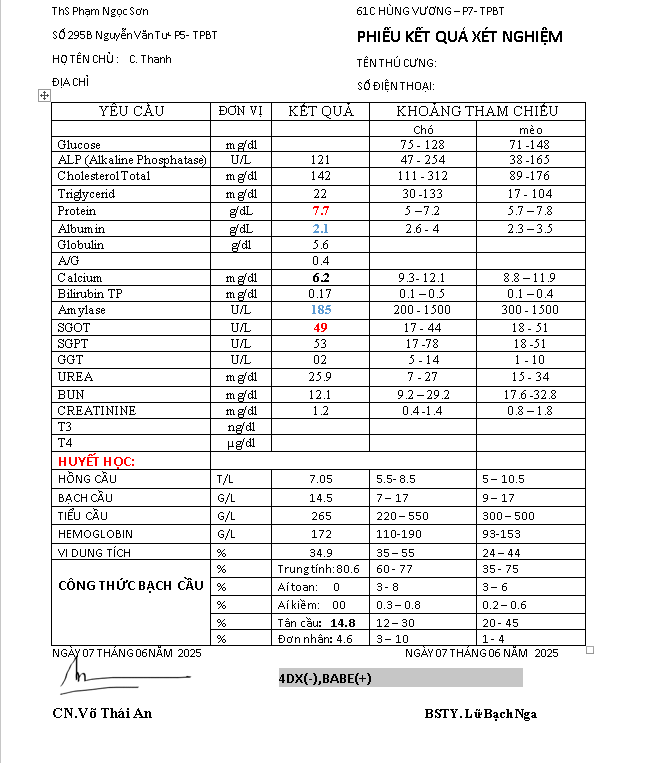 ThS Phạm Ngọc Sơn 61C HÙNG VƯƠNG – P7- TPBT
SỐ 295B Nguyễn Văn Tư- P5- TPBT PHIẾU KẾT QUẢ XÉT NGHIỆM
HỌ TÊN CHỦ : C. Thanh TÊN THÚ CƯNG:
ĐỊA CHỈ SỐ ĐIỆN THOẠI:
YÊU CẦU ĐƠN VỊ KẾT QUẢ KHOẢNG THAM CHIẾU
Chó mèo
Glucose mg/dl 75 - 128 71 -148
ALP (Alkaline Phosphatase) U/L 121 47 - 254 38 -165
Cholesterol Total mg/dl 142 111 - 312 89 -176
Triglycerid mg/dl 22 30 -133 17 - 104
Protein g/dL 7.7 5 –7.2 5.7 – 7.8
Albumin g/dL 2.1 2.6 - 4 2.3 – 3.5
Globulin g/dl 5.6
A/G 0.4
Calcium mg/dl 6.2 9.3- 12.1 8.8 – 11.9
Bilirubin TP mg/dl 0.17 0.1 – 0.5 0.1 – 0.4
Amylase U/L 185 200 - 1500 300 - 1500
SGOT U/L 49 17 - 44 18 - 51
SGPT U/L 53 17 -78 18 -51
GGT U/L 02 5 - 14 1 - 10
UREA mg/dl 25.9 7 - 27 15 - 34
BUN mg/dl 12.1 9.2 – 29.2 17.6 -32.8
CREATININE mg/dl 1.2 0.4 -1.4 0.8 – 1.8
T3 ng/dl
T4 µg/dl
HUYẾT HỌC:
HỒNG CẦU T/L 7.05 5.5- 8.5 5 – 10.5
BẠCH CẦU G/L 14.5 7 – 17 9 – 17
TIỂU CẦU G/L 265 220 – 550 300 – 500
HEMOGLOBIN G/L 172 110-190 93-153
VI DUNG TÍCH % 34.9 35 – 55 24 – 44
% Trung tính: 80.6 60 - 77 35 - 75
CÔNG THỨC BẠCH CẦU % Ái toan: 0 3 - 8 3 – 6
% Ái kiềm: 00 0.3 – 0.8 0.2 – 0.6
% Tân cầu: 14.8 12 – 30 20 - 45
% Đơn nhân: 4.6 3 – 10 1 - 4
NGÀY 07 THÁNG 06 NĂM 2025 NGÀY 07 THÁNG 06 NĂM 2025
4DX(-),BABE(+)
CN.Võ Thái An BSTY. Lữ Bạch Nga